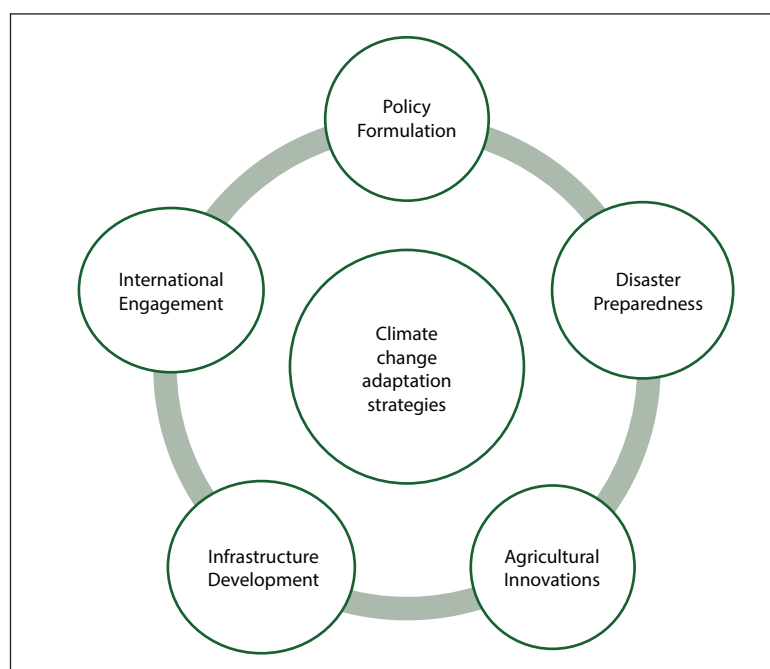 Policy
Formulation
Disaster
Preparedness
Agricultural
Innovations
Infrastructure
Development
International
Engagement
Climate
change
adaptation
strategies